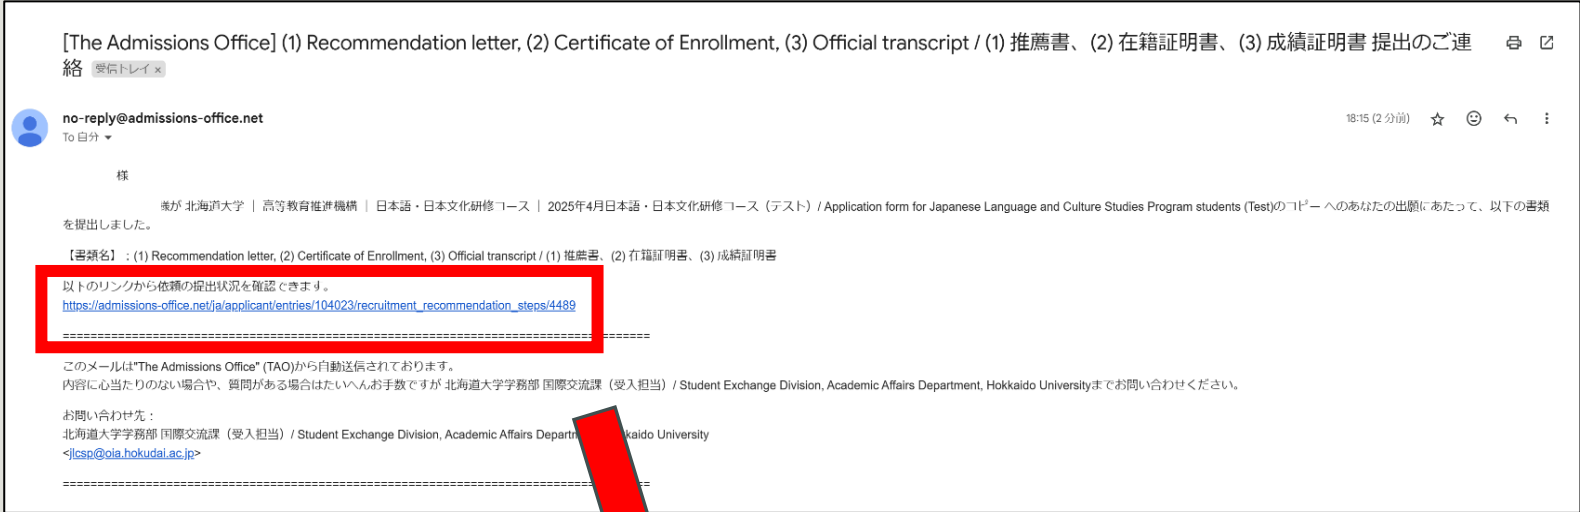 [The Admissions Office] (1) Recommendation letter, (2) Certificate of Enrollment, (3) Official transcript / (1) 推薦書、(2) 在籍証明書、(3) 成績証明書 提出のご連
絡 受信トレイ ×
no-reply@admissions-office.net
18:15 (2 分前)
To 自分
様
様が 北海道大学 | 高等教育推進機構 | 日本語・日本文化研修コース | 2025年4月日本語・日本文化研修コース（テスト）/ Application form for Japanese Language and Culture Studies Program students (Test)のコピー へのあなたの出願にあたって、以下の書類
を提出しました。
【書類名】：(1) Recommendation letter, (2) Certificate of Enrollment, (3) Official transcript / (1) 推薦書、(2) 在籍証明書、(3) 成績証明書
以下のリンクから依頼の提出状況を確認できます。
https://admissions-office.net/ja/applicant/entries/104023/recruitment_recommendation_steps/4489
このメールは"The Admissions Office" (TAO)から自動送信されております。
内容に心当たりのない場合や、質問がある場合はたいへんお手数ですが 北海道大学学務部 国際交流課（受入担当）/ Student Exchange Division, Academic Affairs Department, Hokkaido Universityまでお問い合わせください。
お問い合わせ先：
北海道大学学務部 国際交流課（受入担当）/ Student Exchange Division, Academic Affairs Departm kaido University
<jlcsp@oia.hokudai.ac.jp>